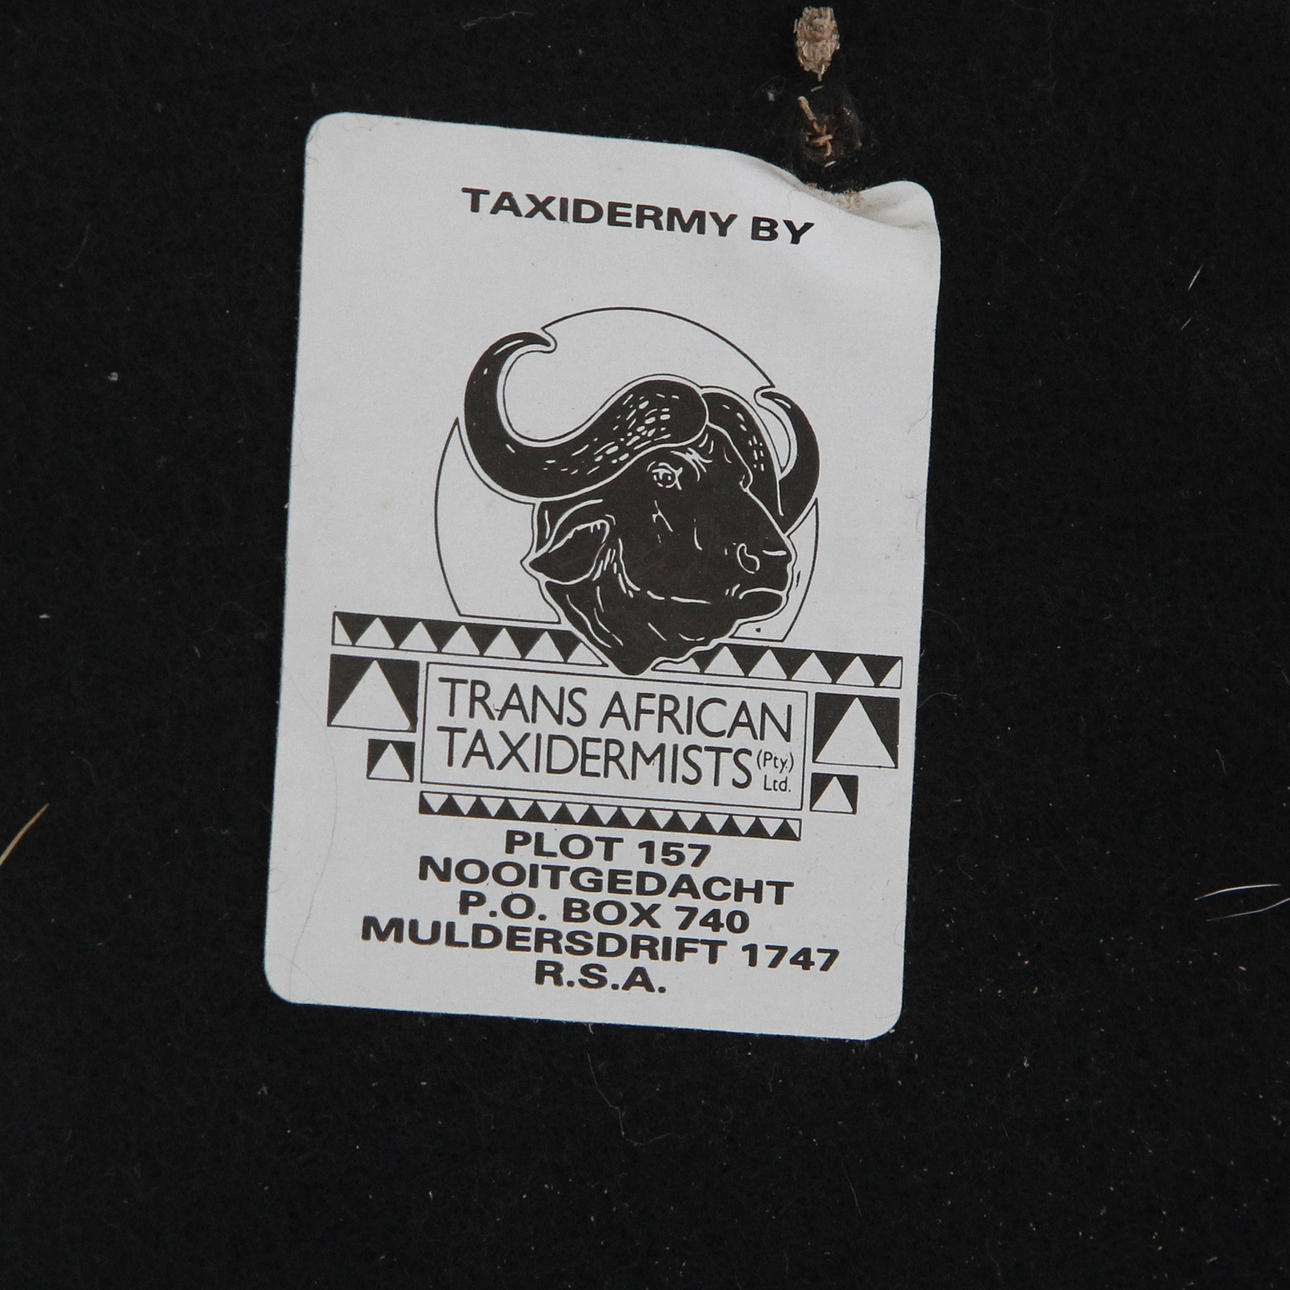 TAXIDERMY BY
TRANS AFRICAN
TAXIDERMISTS (Pty.) Ltd.
PLOT 157
NOOITGEDACHT
P.O. BOX 740
MULDERSDRIFT 1747
R.S.A.